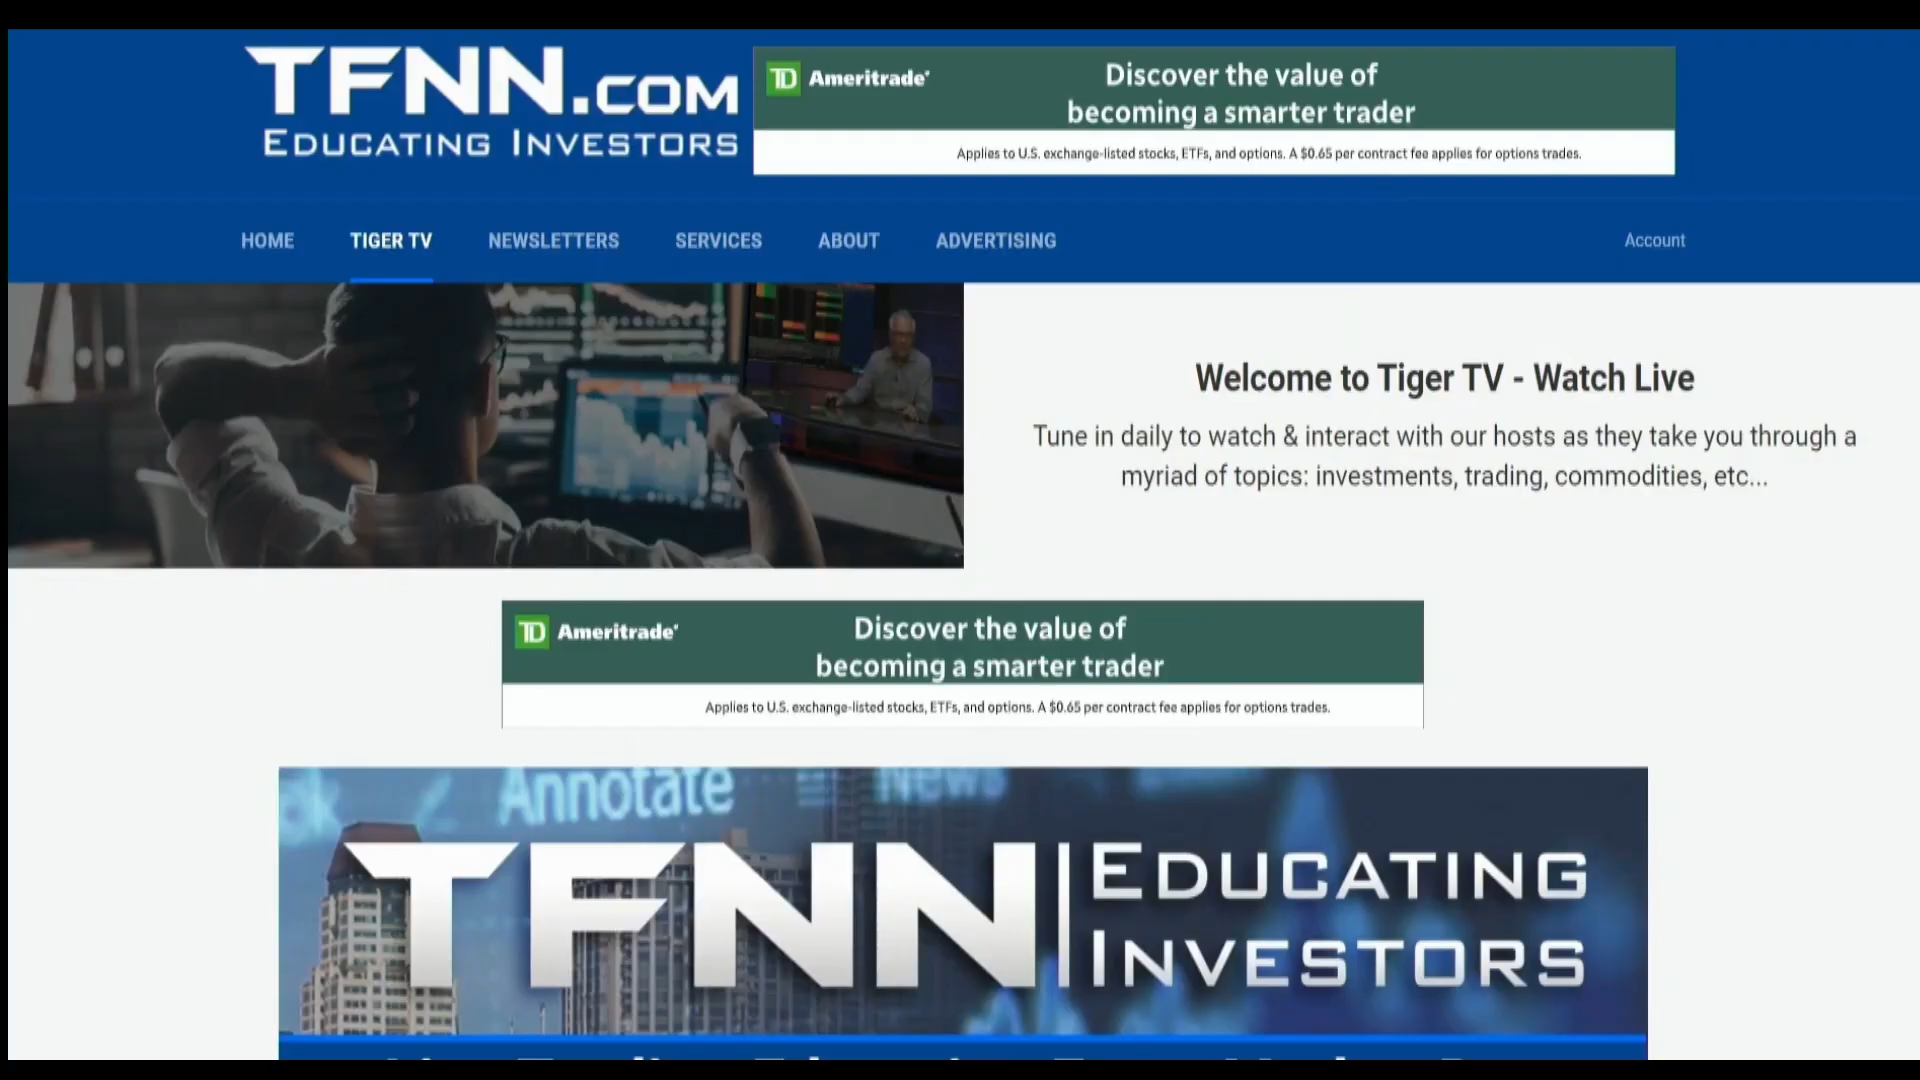 TFNN.COM
EDUCATING INVESTORS
TD Ameritrade
Discover the value of
becoming a smarter trader
Applies to U.S. exchange-listed stocks, ETFs, and options. A $0.65 per contract fee applies for options trades.
HOME TIGER TV NEWSLETTERS SERVICES ABOUT ADVERTISING Account
Welcome to Tiger TV - Watch Live
Tune in daily to watch & interact with our hosts as they take you through a
myriad of topics: investments, trading, commodities, etc...
TD Ameritrade
Discover the value of
becoming a smarter trader
Applies to U.S. exchange-listed stocks, ETFs, and options. A $0.65 per contract fee applies for options trades.
Annotate News
TFNN EDUCATING
INVESTORS